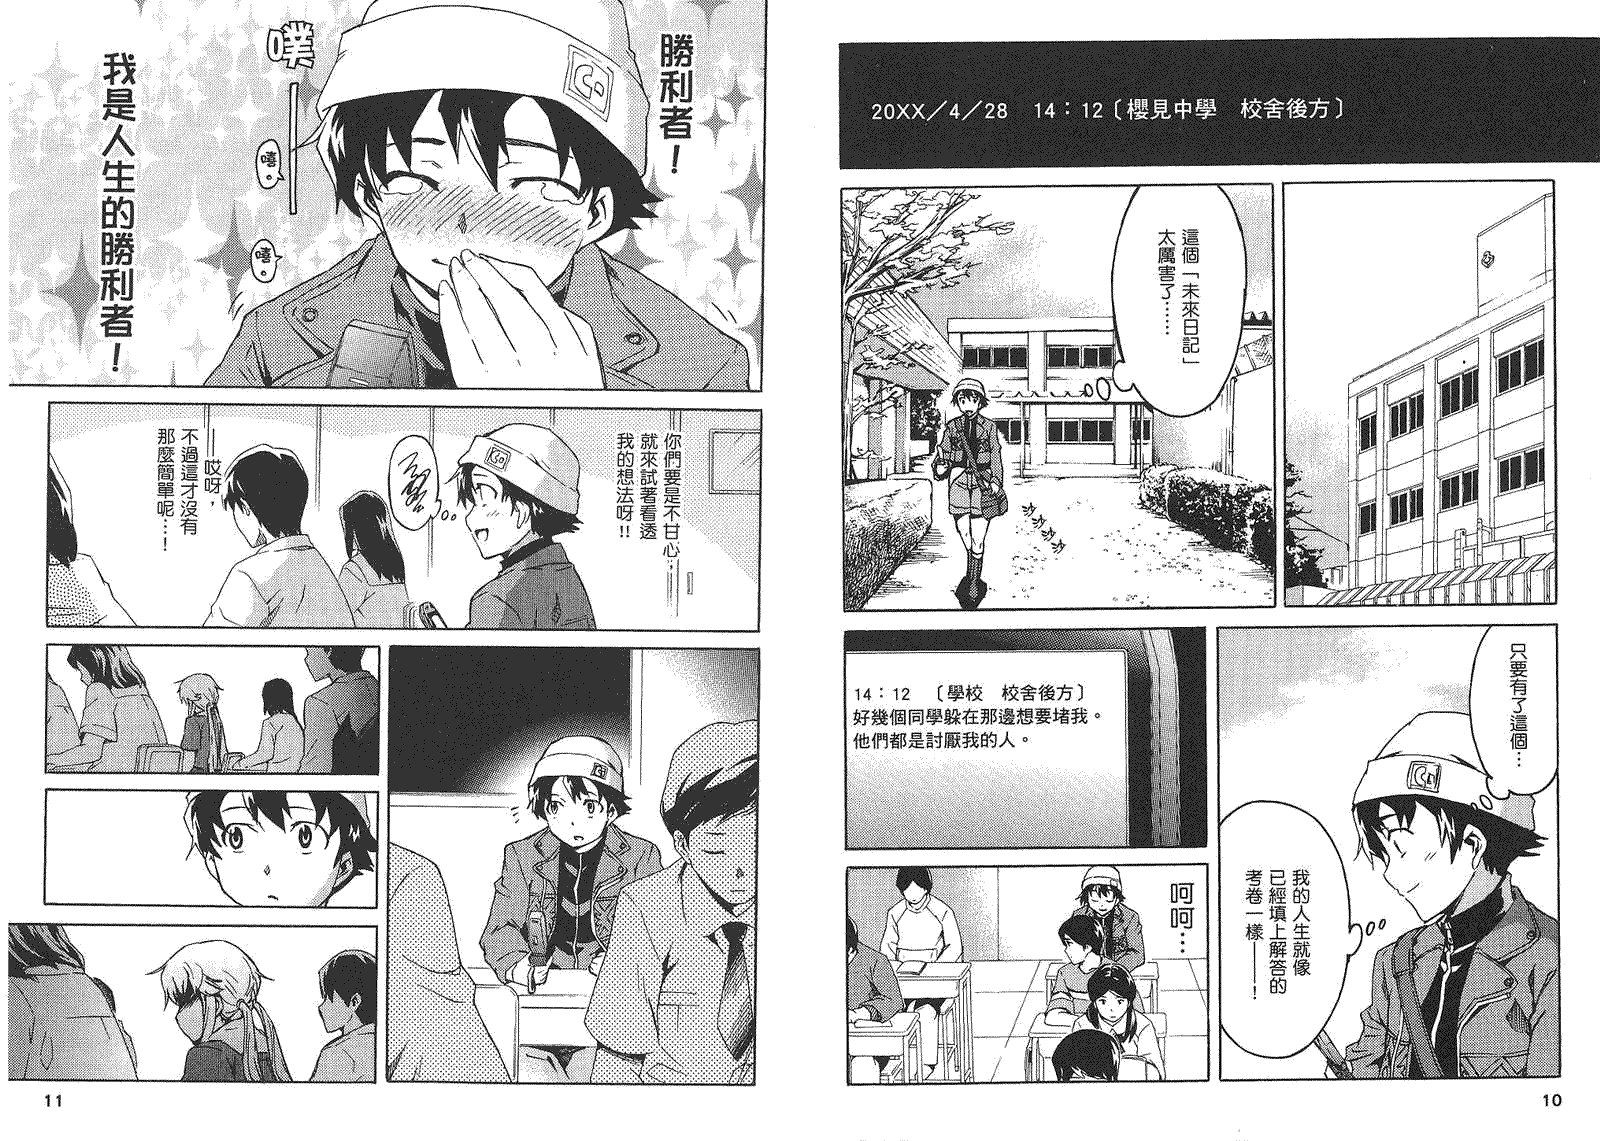 20XX/4/28 14:12〔櫻見中學 校舍後方〕
這個「未來日記」
太厲害了……
沙沙沙沙
只要有了這個…
我的人生就像
已經填上解答的
考卷一樣——!
14:12 〔學校 校舍後方〕
好幾個同學躲在那邊想要堵我。
他們都是討厭我的人。
呵呵…
10
勝利者!
噗——
嘻。
嘻。
我是人生的勝利者!
你們要是不甘心……
就來試著看透
我的想法呀!!
——哎呀,
不過這才沒有
那麼簡單呢…!
11